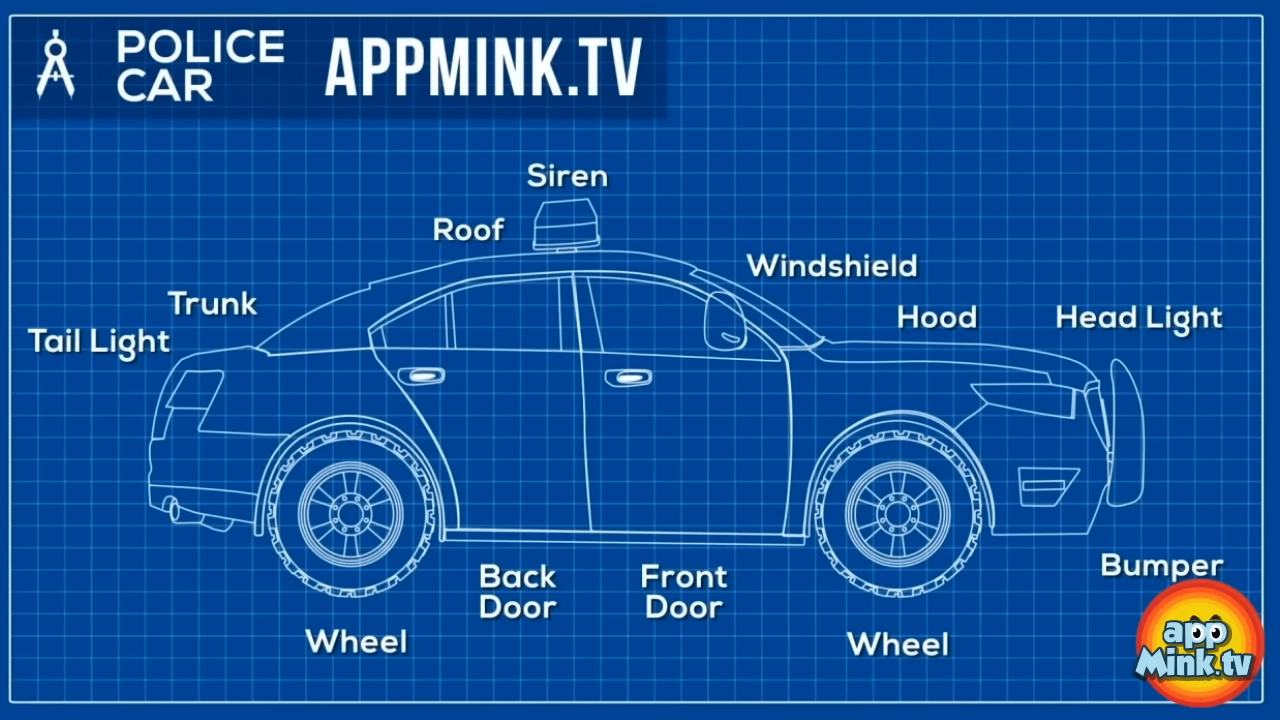 POLICE
CAR
APPMINK.TV
Siren
Roof
Windshield
Trunk
Hood
Head Light
Tail Light
Back
Door
Front
Door
Bumper
Wheel
Wheel
app
Mink.tv